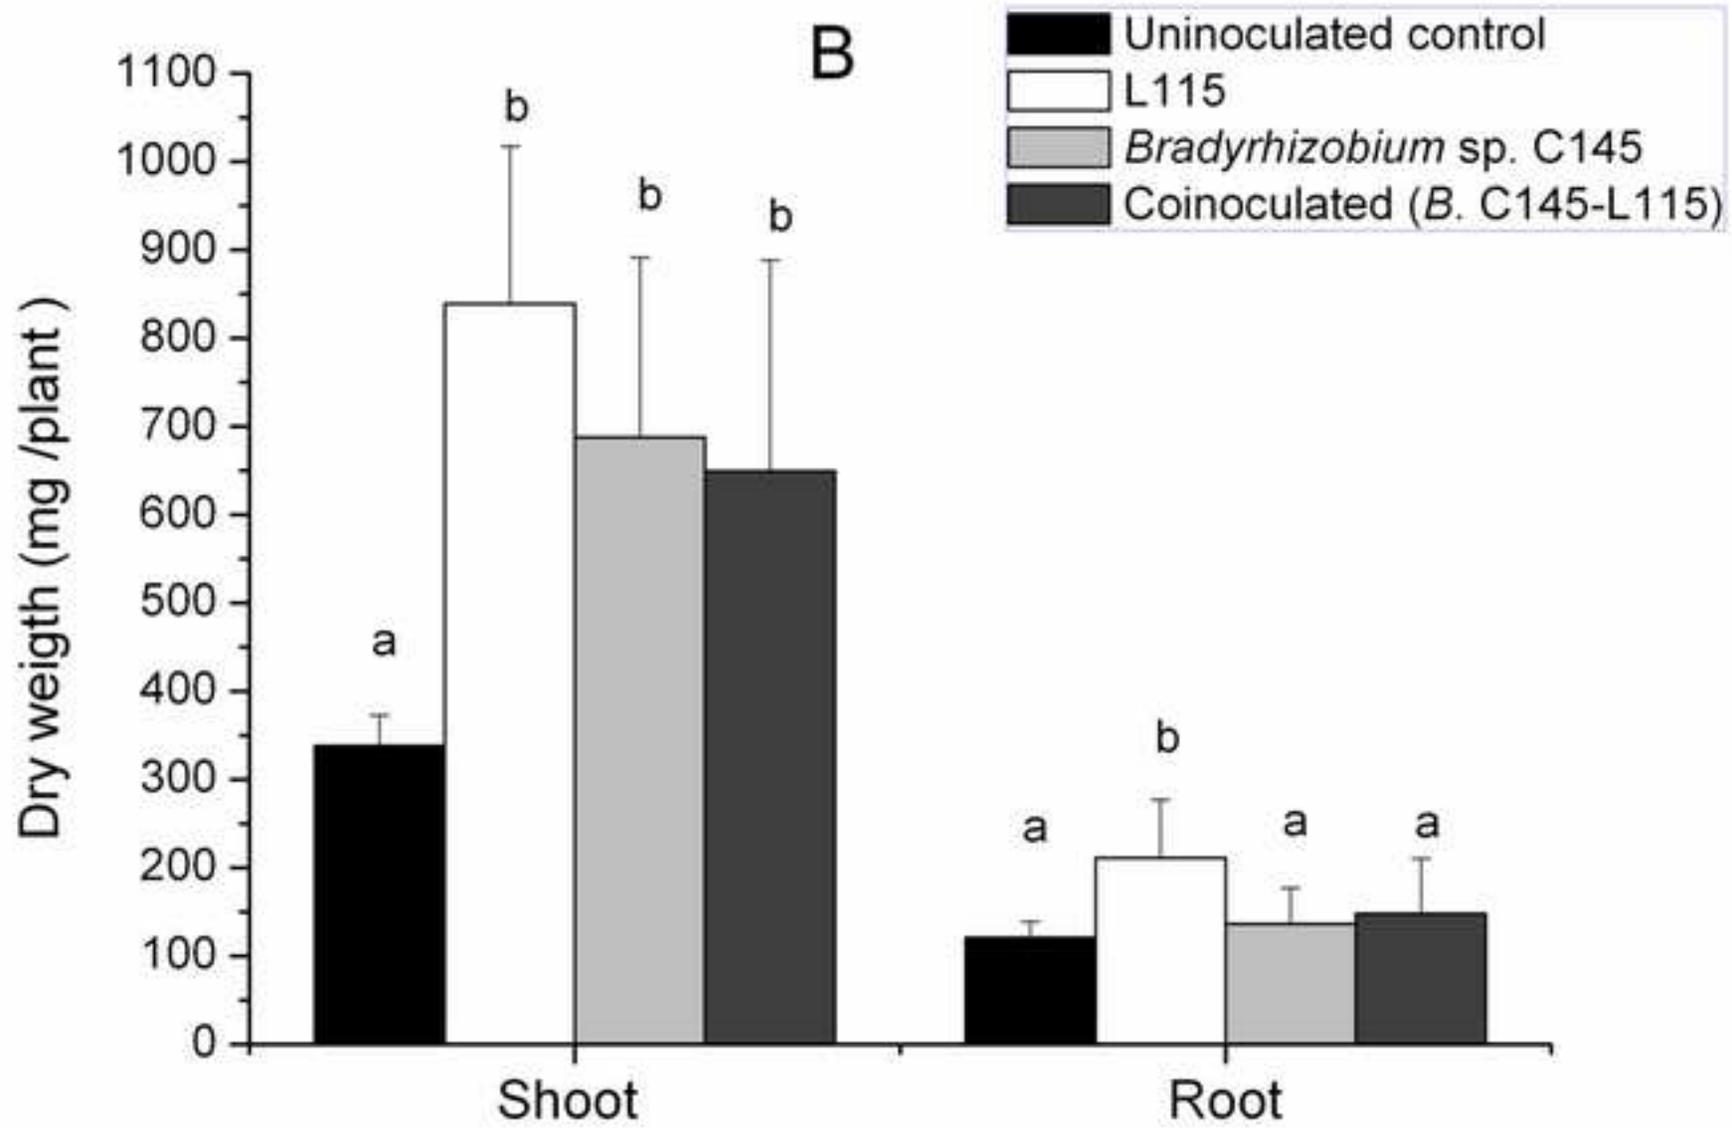 B
Uninoculated control
L115
Bradyrhizobium sp. C145
Coinoculated (B. C145-L115)
Dry weigth (mg /plant )
1100
1000
900
800
700
600
500
400
300
200
100
0
a
b
b
b
a
b
a
a
Shoot
Root